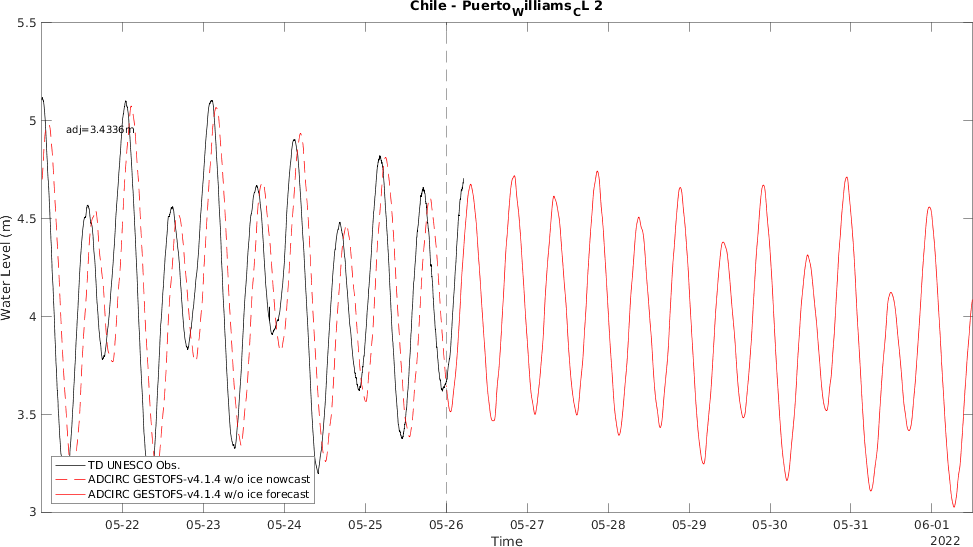 Chile - PuertoWilliamsCL 2
5.5
5
4.5
4
3.5
3
Water Level (m)
adj=3.4336m
TD UNESCO Obs.
ADCIRC GESTOFS-v4.1.4 w/o ice nowcast
ADCIRC GESTOFS-v4.1.4 w/o ice forecast
05-22 05-23 05-24 05-25 05-26 05-27 05-28 05-29 05-30 05-31 06-01
Time
2022